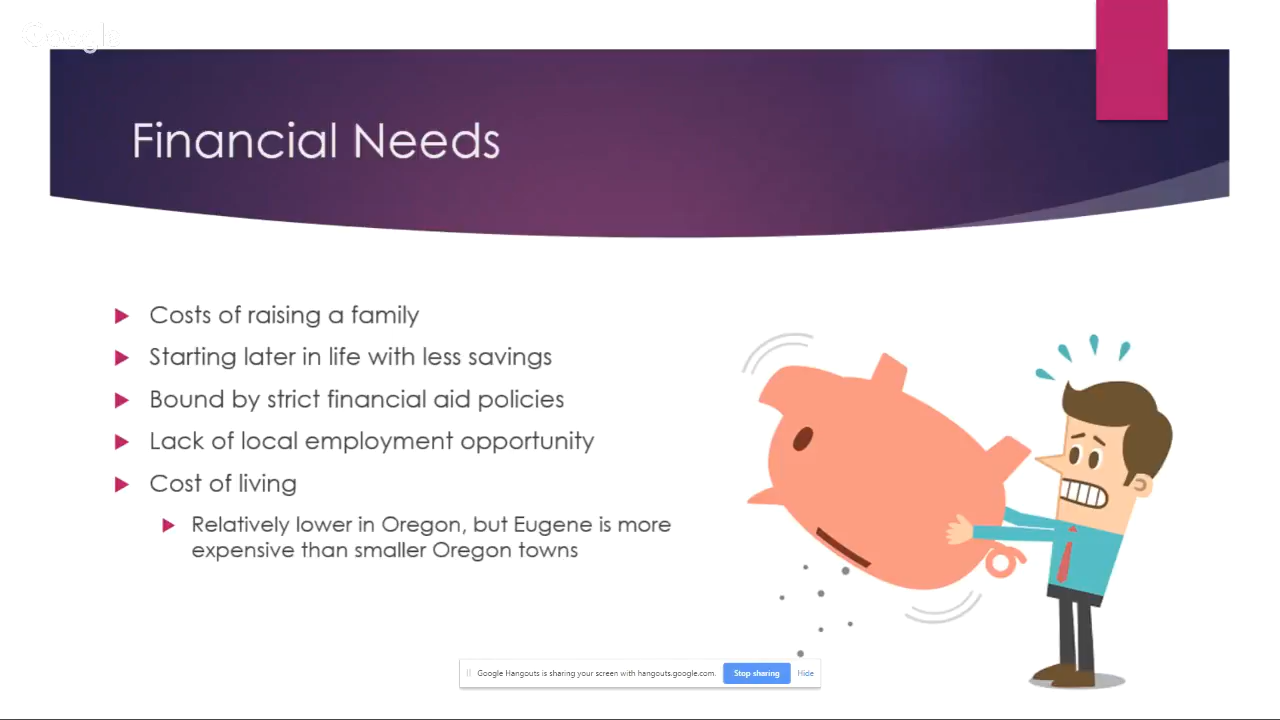 Google
Financial Needs
Costs of raising a family
Starting later in life with less savings
Bound by strict financial aid policies
Lack of local employment opportunity
Cost of living
Relatively lower in Oregon, but Eugene is more
expensive than smaller Oregon towns
Google Hangouts is sharing your screen with hangouts.google.com. Stop sharing Hide